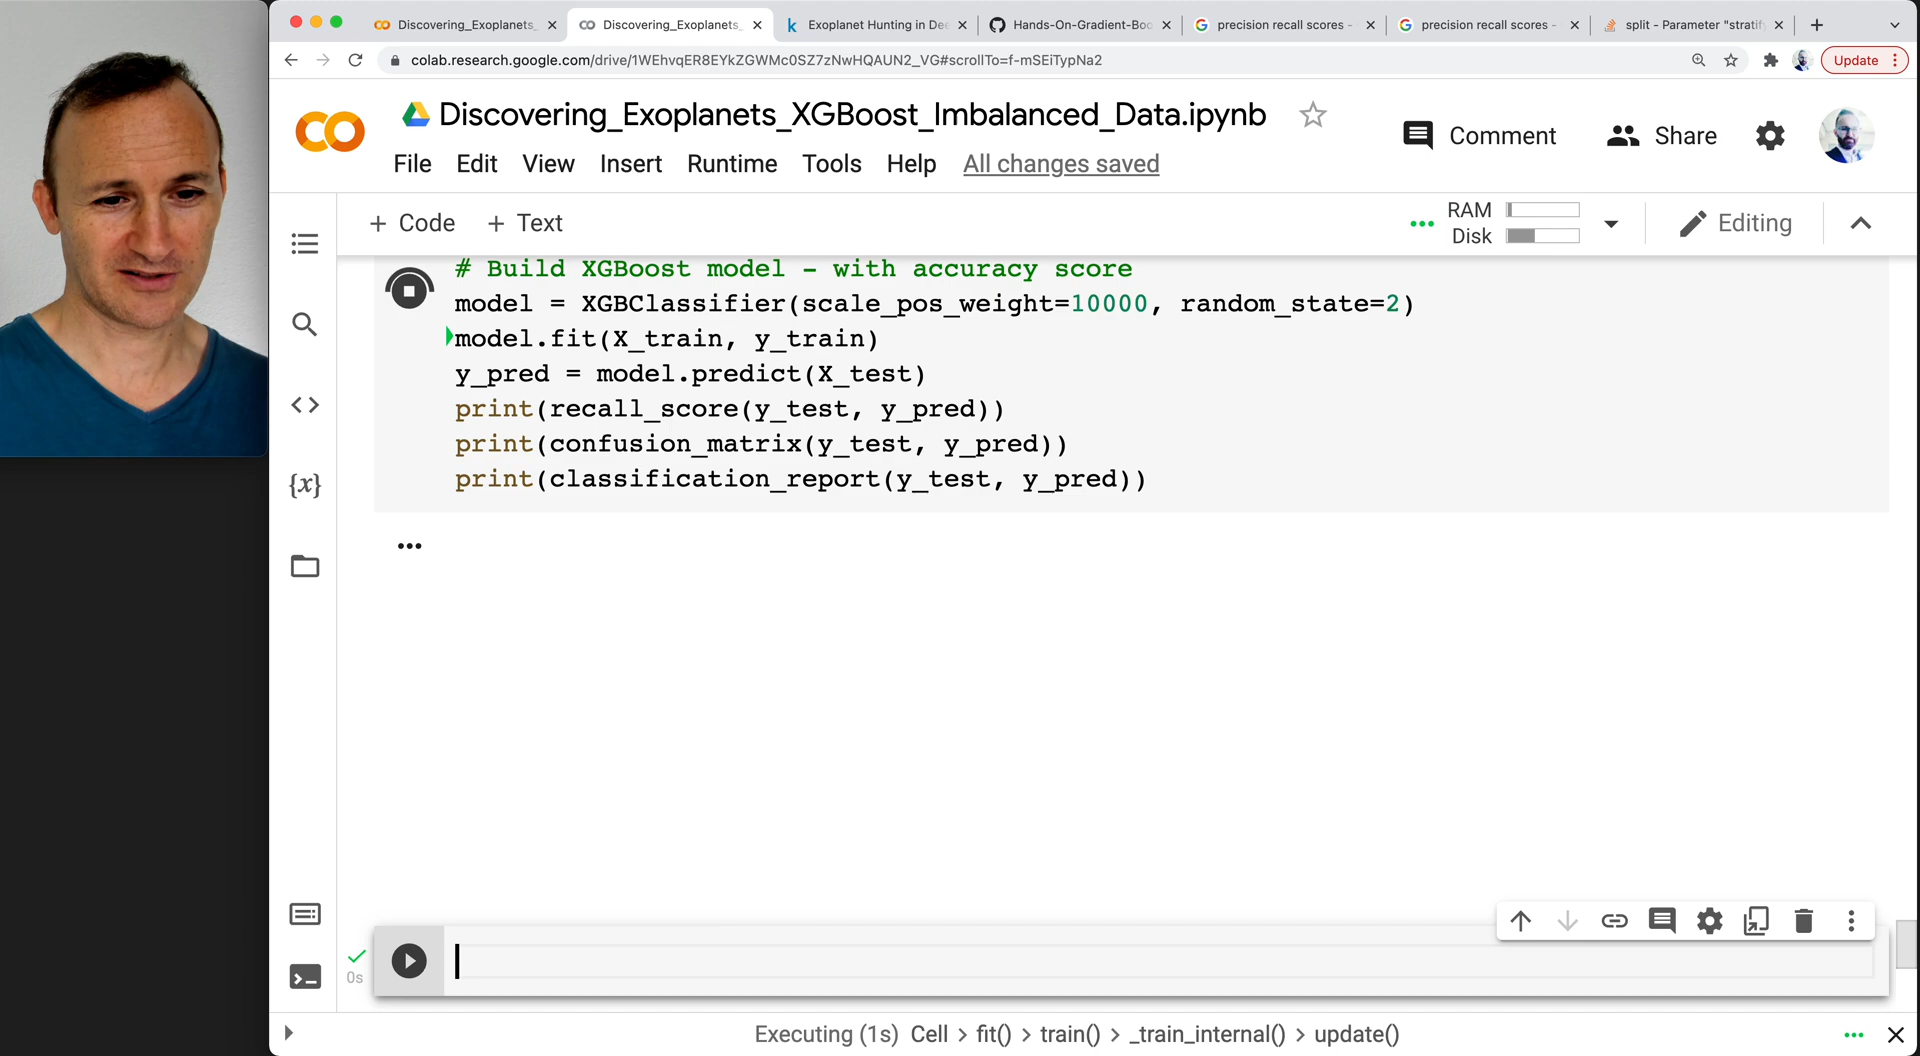 Discovering_Exoplanets_
Discovering_Exoplanets_
Exoplanet Hunting in Dee
Hands-On-Gradient-Boo
precision recall scores -
precision recall scores -
split - Parameter "stratify
colab.research.google.com/drive/1WEhvqER8EYkZGWMc0SZ7zNwHQAUN2_VG#scrollTo=f-mSEiTypNa2
Update
Discovering_Exoplanets_XGBoost_Imbalanced_Data.ipynb
Comment
Share
File Edit View Insert Runtime Tools Help All changes saved
+ Code + Text
RAM
Disk
Editing
# Build XGBoost model - with accuracy score
model = XGBClassifier(scale_pos_weight=10000, random_state=2)
model.fit(X_train, y_train)
y_pred = model.predict(X_test)
print(recall_score(y_test, y_pred))
print(confusion_matrix(y_test, y_pred))
print(classification_report(y_test, y_pred))
{x}
...
0s
Executing (1s) Cell > fit() > train() > _train_internal() > update()